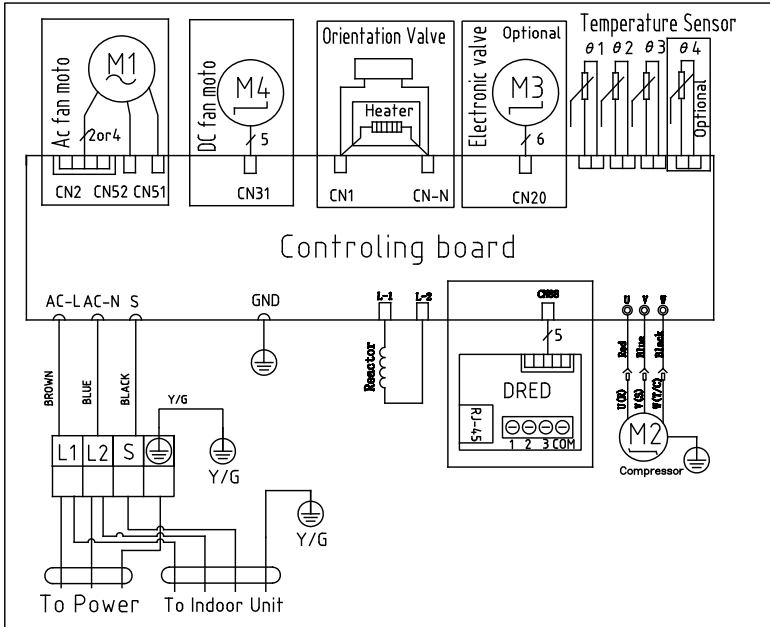 Ac fan moto
M1
2or4
CN2
CN52
CN51
DC fan moto
M4
5
CN31
Orientation Valve
Heater
CN1
CN-N
Electronic valve
Optional
M3
6
CN20
Temperature Sensor
θ1
θ2
θ3
θ4
Optional
Controling board
AC-L
AC-N
S
GND
L-1
L-2
5
U
V
W
BROWN
BLUE
BLACK
Y/G
Reactor
DRED
RJ-45
1 2 3 COM
Red
Blue
Black
U(R)
V(S)
W(T/C)
M2
Compressor
L1
L2
S
Y/G
Y/G
To Power
To Indoor Unit